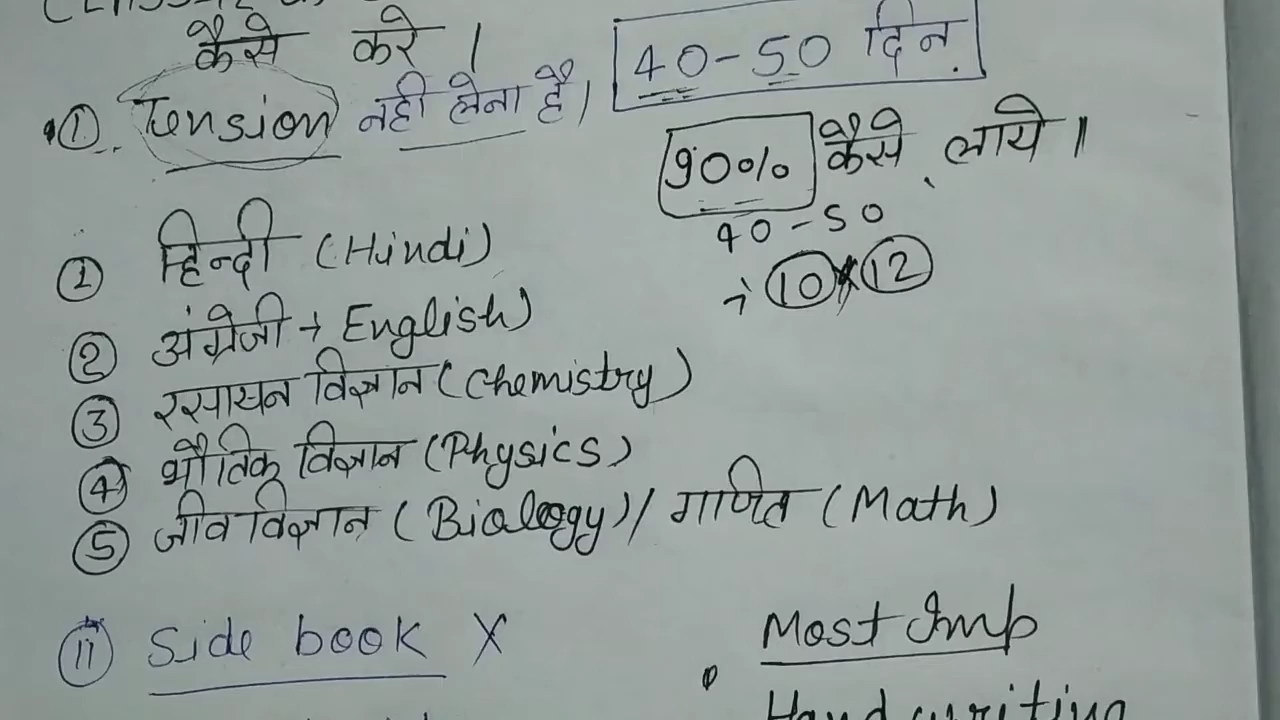 कैसे करे ।
40-50 दिन.
① Tension नही लेना है।
90% कैसे लाये ॥
40-50
10 12
① हिन्दी (Hindi)
② अंग्रेजी → English)
③ रसायन विज्ञान (Chemistry)
④ भौतिक विज्ञान (Physics)
⑤ जीव विज्ञान (Biology) / गणित (Math)
(ii) Side book X
Most Imp
Handwriting